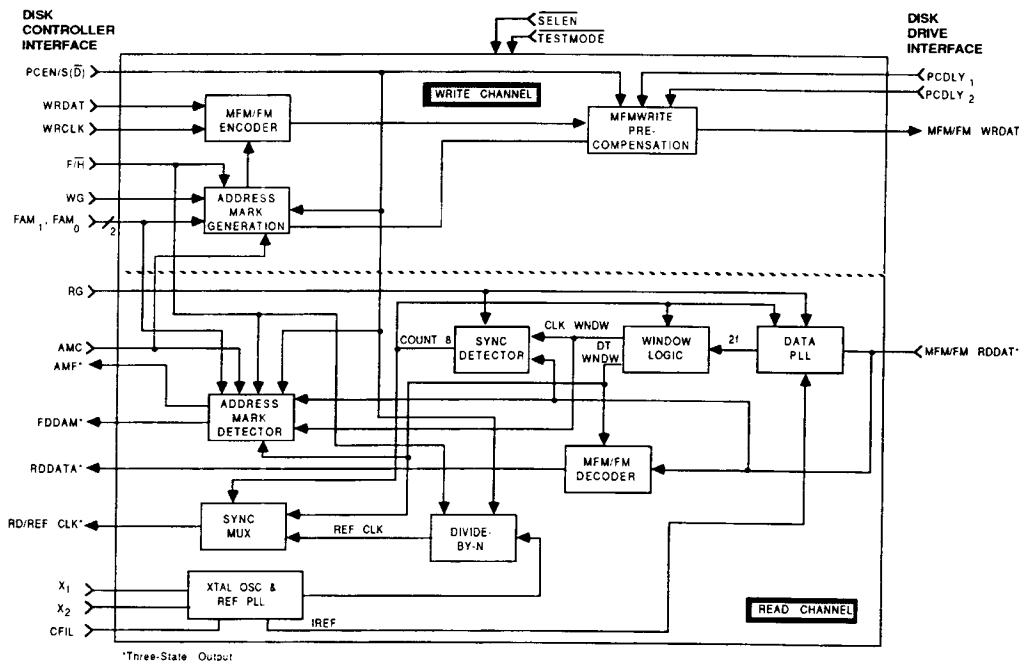 DISK
CONTROLLER
INTERFACE
SELEN
TESTMODE
DISK
DRIVE
INTERFACE
PCEN/S(D)
WRITE CHANNEL
PCDLY 1
PCDLY 2
WRDAT
WRCLK
MFM/FM
ENCODER
MFMWRITE
PRE-
COMPENSATION
MFM/FM WRDAT
F/H
WG
FAM 1, FAM 0
2
ADDRESS
MARK
GENERATION
RG
AMC
AMF*
COUNT 8
SYNC
DETECTOR
CLK WNDW
DT
WNDW
WINDOW
LOGIC
2f
DATA
PLL
MFM/FM RDDAT*
FDDAM*
ADDRESS
MARK
DETECTOR
RDDATA*
MFM/FM
DECODER
RD/REF CLK*
SYNC
MUX
REF CLK
DIVIDE-
BY-N
X1
X2
CFIL
XTAL OSC &
REF PLL
IREF
READ CHANNEL
*Three-State Output